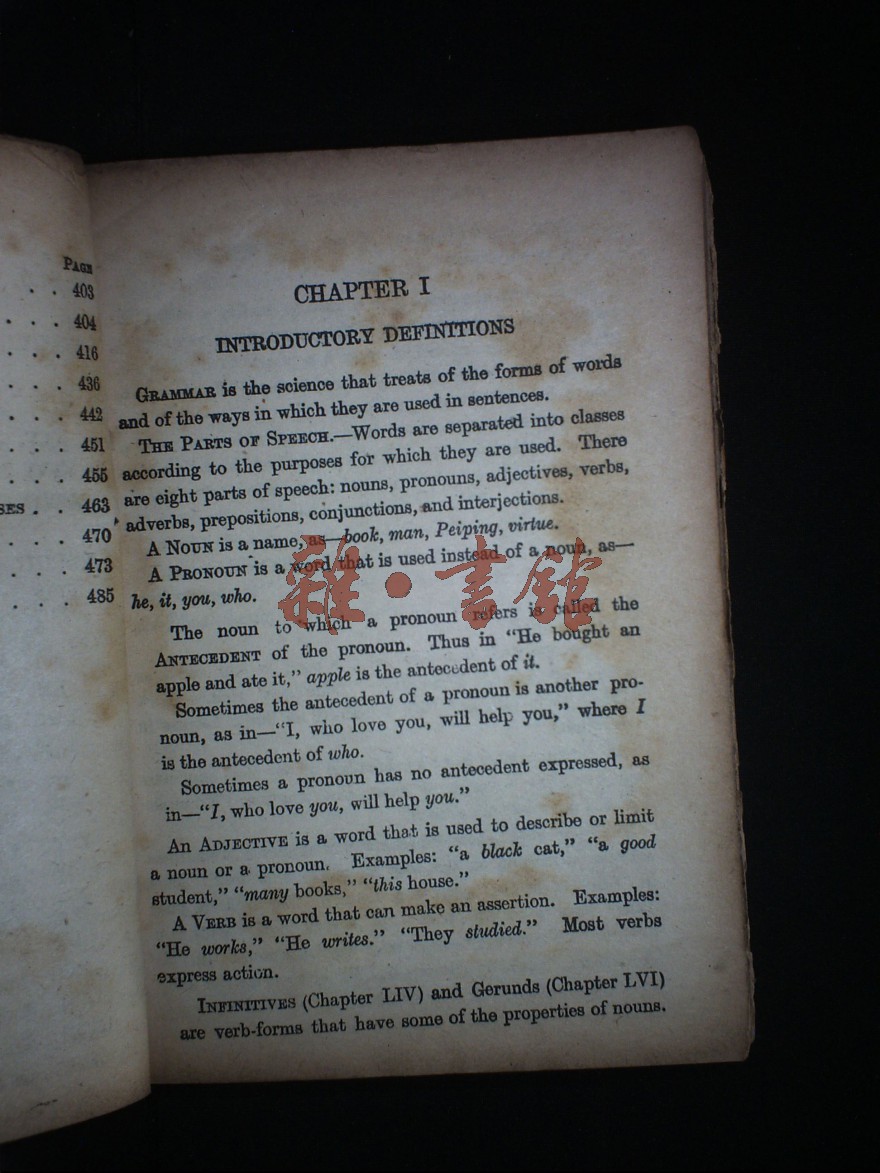 PAGE
. . 403
. . . 404
. . . 416
. . . 436
. . . 442
. . . 451
. . . 455
SES . . 463
. . . 470
. . . 473
. . . 485
CHAPTER I
INTRODUCTORY DEFINITIONS
GRAMMAR is the science that treats of the forms of words
and of the ways in which they are used in sentences.
THE PARTS OF SPEECH.—Words are separated into classes
according to the purposes for which they are used. There
are eight parts of speech: nouns, pronouns, adjectives, verbs,
adverbs, prepositions, conjunctions, and interjections.
A NOUN is a name, as—book, man, Peiping, virtue.
A PRONOUN is a word that is used instead of a noun, as—
he, it, you, who.
The noun to which a pronoun refers is called the
ANTECEDENT of the pronoun. Thus in "He bought an
apple and ate it," apple is the antecedent of it.
Sometimes the antecedent of a pronoun is another pro-
noun, as in—"I, who love you, will help you," where I
is the antecedent of who.
Sometimes a pronoun has no antecedent expressed, as
in—"I, who love you, will help you."
An ADJECTIVE is a word that is used to describe or limit
a noun or a pronoun. Examples: "a black cat," "a good
student," "many books," "this house."
A VERB is a word that can make an assertion. Examples:
"He works," "He writes." "They studied." Most verbs
express action.
INFINITIVES (Chapter LIV) and Gerunds (Chapter LVI)
are verb-forms that have some of the properties of nouns.
雜·書館